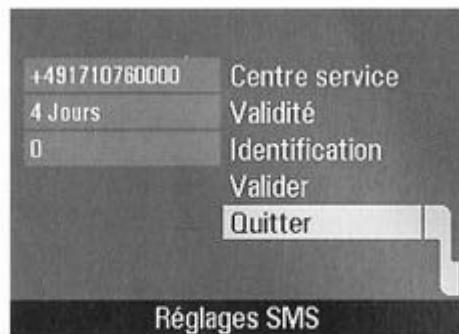 +491710760000 Centre service
4 Jours Validité
0 Identification
Valider
Quitter
Réglages SMS